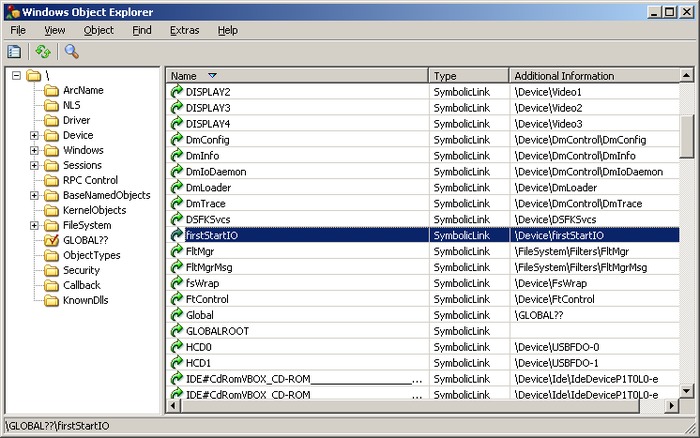 Windows Object Explorer
File View Object Find Extras Help
\
ArcName
NLS
Driver
Device
Windows
Sessions
RPC Control
BaseNamedObjects
KernelObjects
FileSystem
GLOBAL??
ObjectTypes
Security
Callback
KnownDlls
Name Type Additional Information
DISPLAY2 SymbolicLink \Device\Video1
DISPLAY3 SymbolicLink \Device\Video2
DISPLAY4 SymbolicLink \Device\Video3
DmConfig SymbolicLink \Device\DmControl\DmConfig
DmInfo SymbolicLink \Device\DmControl\DmInfo
DmIoDaemon SymbolicLink \Device\DmControl\DmIoDaemon
DmLoader SymbolicLink \Device\DmLoader
DmTrace SymbolicLink \Device\DmControl\DmTrace
DSFKSvcs SymbolicLink \Device\DSFKSvcs
firstStartIO SymbolicLink \Device\firstStartIO
FltMgr SymbolicLink \FileSystem\Filters\FltMgr
FltMgrMsg SymbolicLink \FileSystem\Filters\FltMgrMsg
fsWrap SymbolicLink \Device\FsWrap
FtControl SymbolicLink \Device\FtControl
Global SymbolicLink \GLOBAL??
GLOBALROOT SymbolicLink
HCD0 SymbolicLink \Device\USBFDO-0
HCD1 SymbolicLink \Device\USBFDO-1
IDE#CdRomVBOX_CD-ROM____________________... SymbolicLink \Device\Ide\IdeDeviceP1T0L0-e
IDE#CdRomVBOX_CD-ROM____________________... SymbolicLink \Device\Ide\IdeDeviceP1T0L0-e
\GLOBAL??\firstStartIO